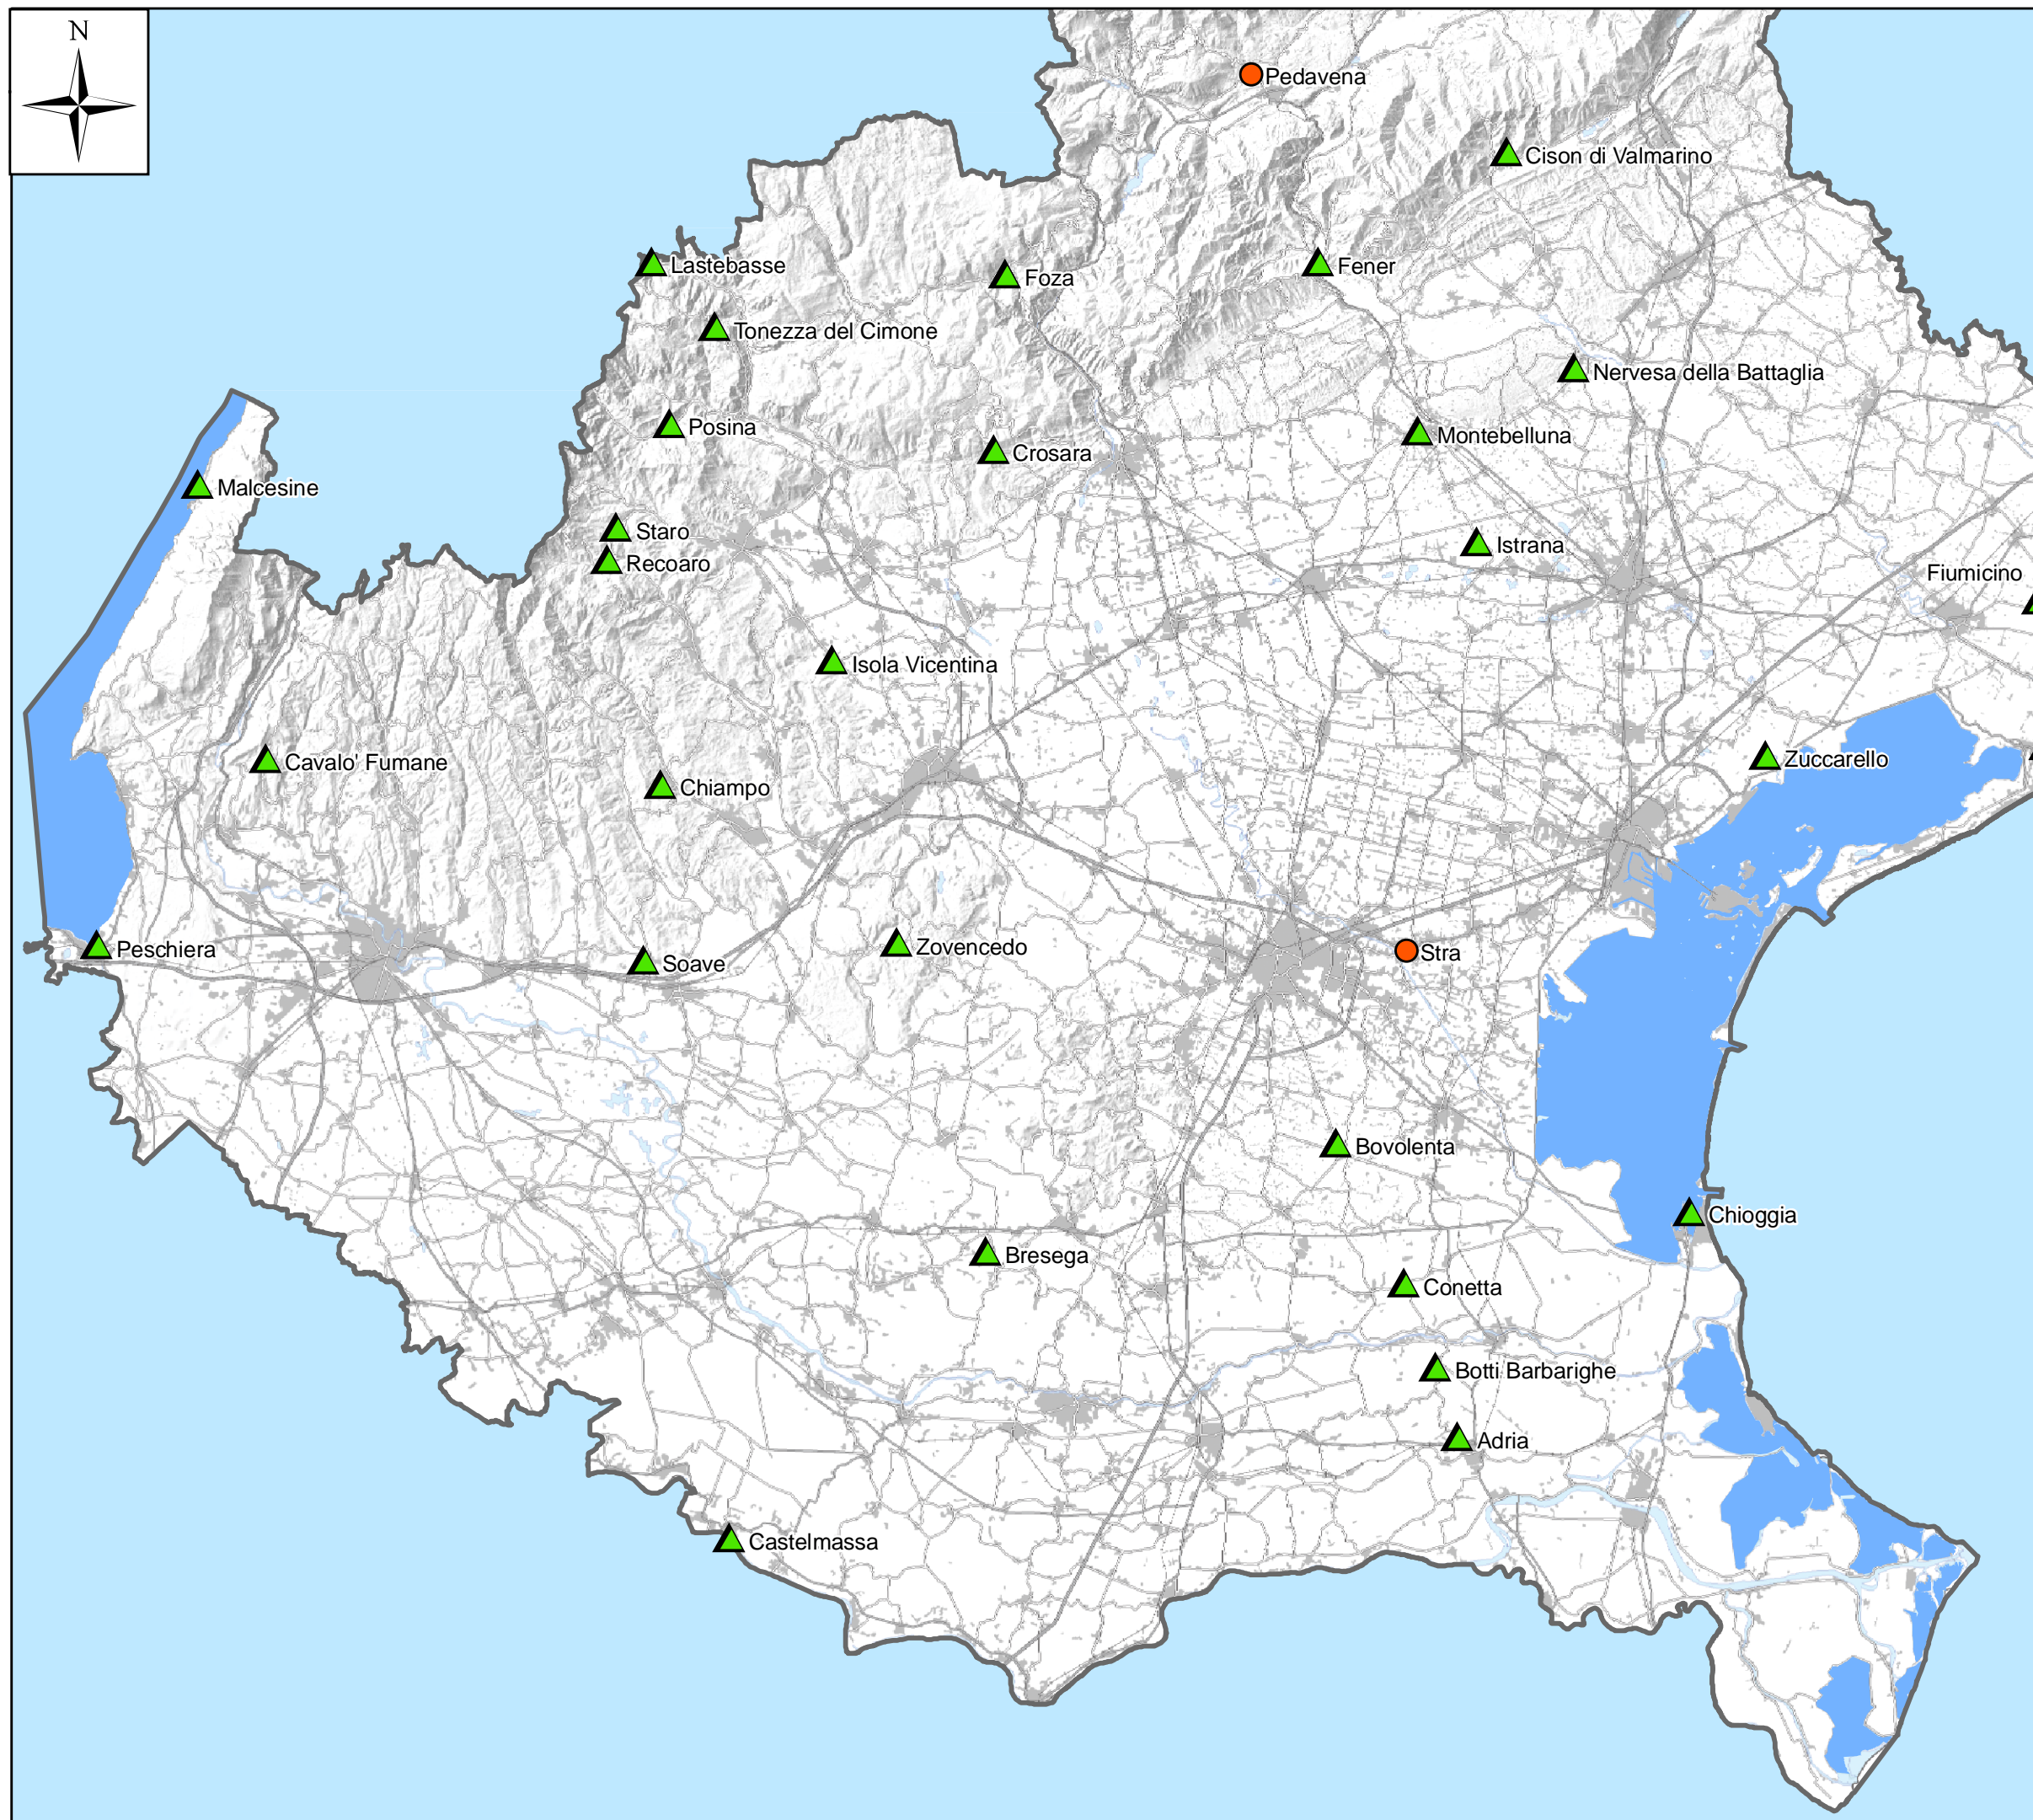 N
Pedavena
Cison di Valmarino
Lastebasse
Foza
Fener
Tonezza del Cimone
Nervesa della Battaglia
Posina
Montebelluna
Crosara
Malcesine
Staro
Istrana
Recoaro
Fiumicino
Isola Vicentina
Cavalo' Fumane
Zuccarello
Chiampo
Peschiera
Zovencedo
Stra
Soave
Bovolenta
Chioggia
Bresega
Conetta
Botti Barbarighe
Adria
Castelmassa